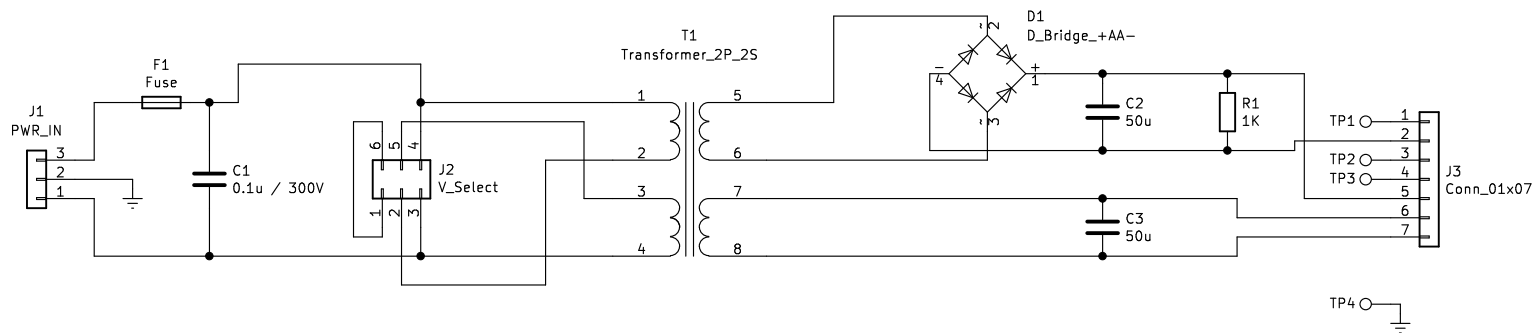 J1
PWR_IN
3
2
1
F1
Fuse
C1
0.1u / 300V
6
5
4
1
2
3
J2
V_Select
T1
Transformer_2P_2S
1
2
3
4
5
6
7
8
D1
D_Bridge_+AA-
~
2
-
4
+
1
~
3
C2
50u
R1
1K
C3
50u
TP1
TP2
TP3
1
2
3
4
5
6
7
J3
Conn_01x07
TP4